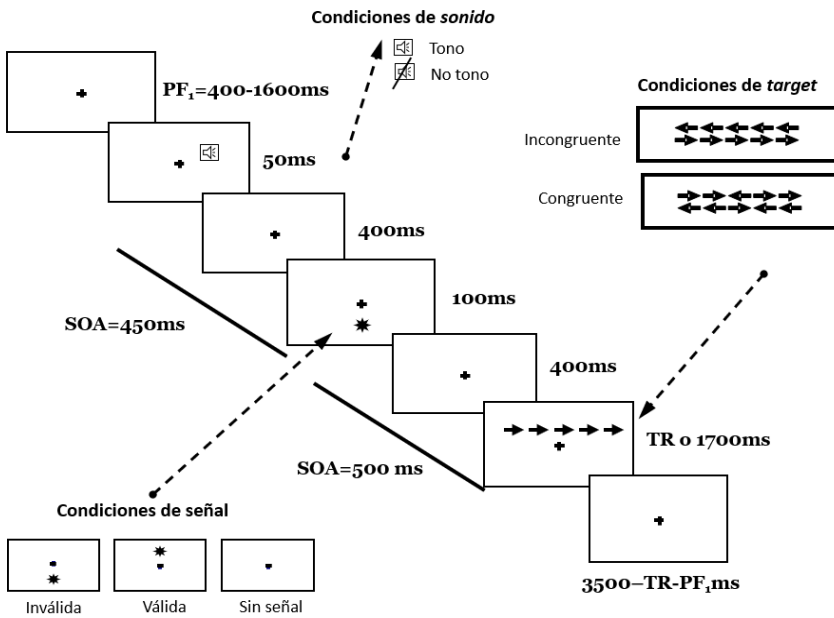 Condiciones de sonido
Tono
No tono
PF₁=400-1600ms
50ms
400ms
SOA=450ms
100ms
400ms
SOA=500 ms
TR o 1700ms
3500–TR-PF₁ms
Condiciones de target
Incongruente
Congruente
Condiciones de señal
Inválida
Válida
Sin señal